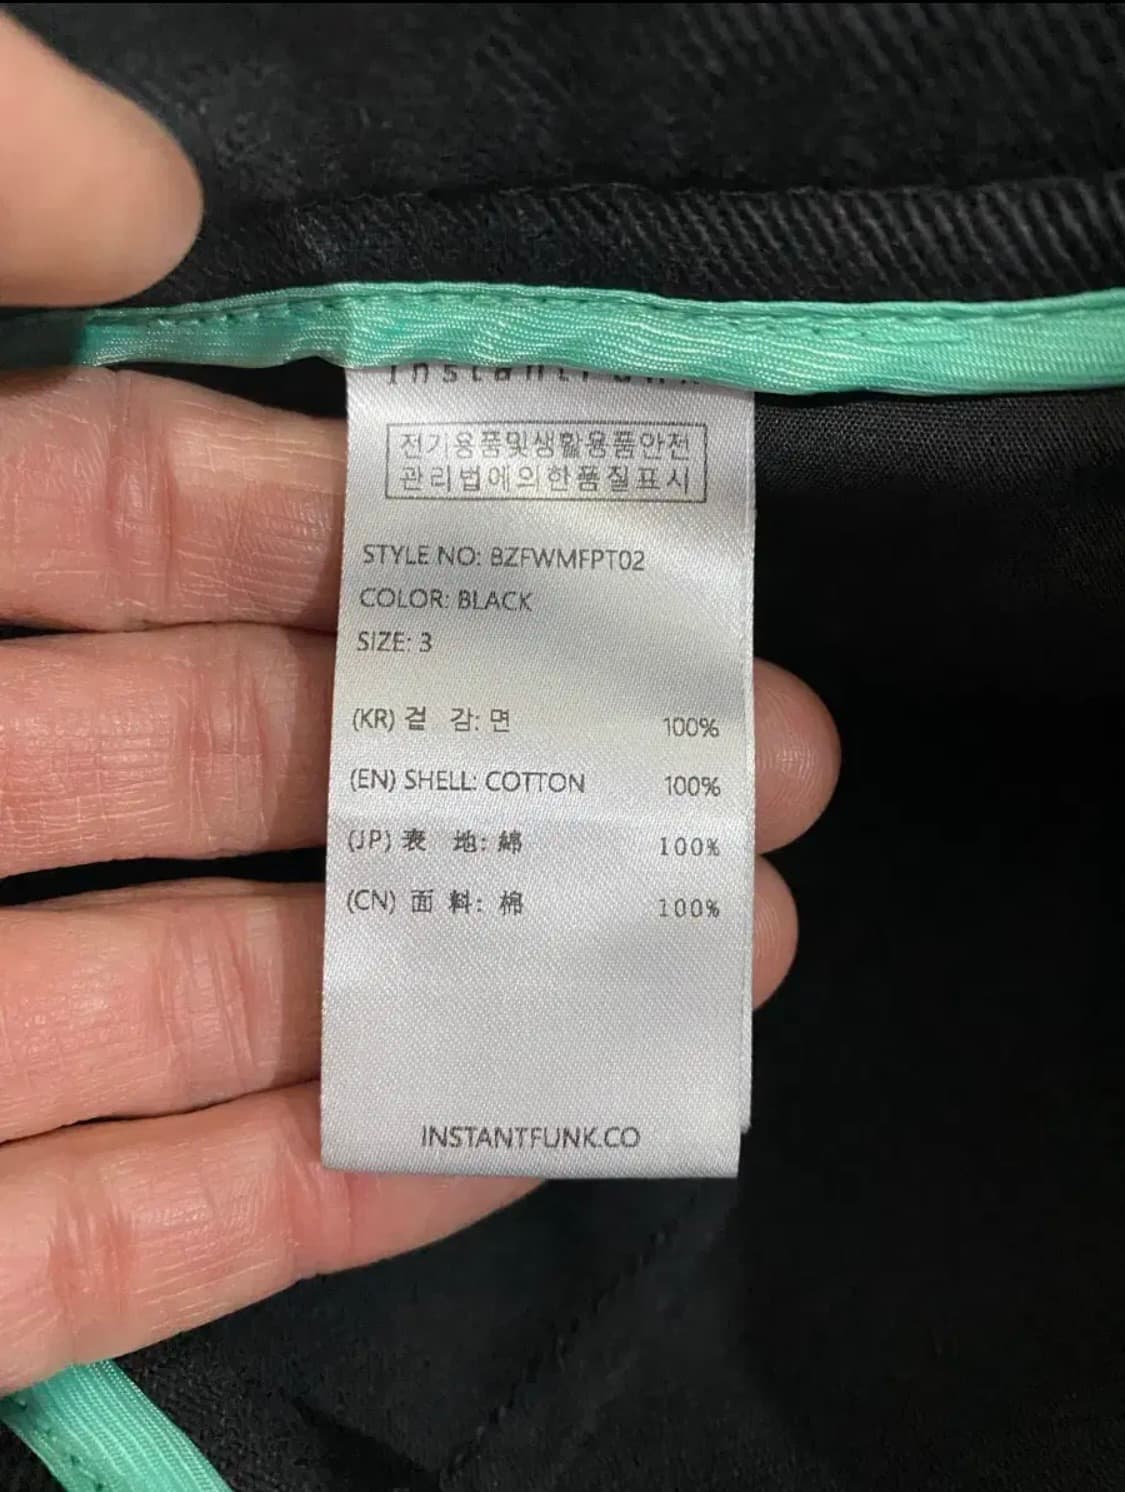 InstantFunk
전기용품및생활용품안전
관리법에의한품질표시
STYLE NO: BZFWMFPT02
COLOR: BLACK
SIZE: 3
(KR) 겉 감: 면 100%
(EN) SHELL: COTTON 100%
(JP) 表 地: 綿 100%
(CN) 面 料: 棉 100%
INSTANTFUNK.CO